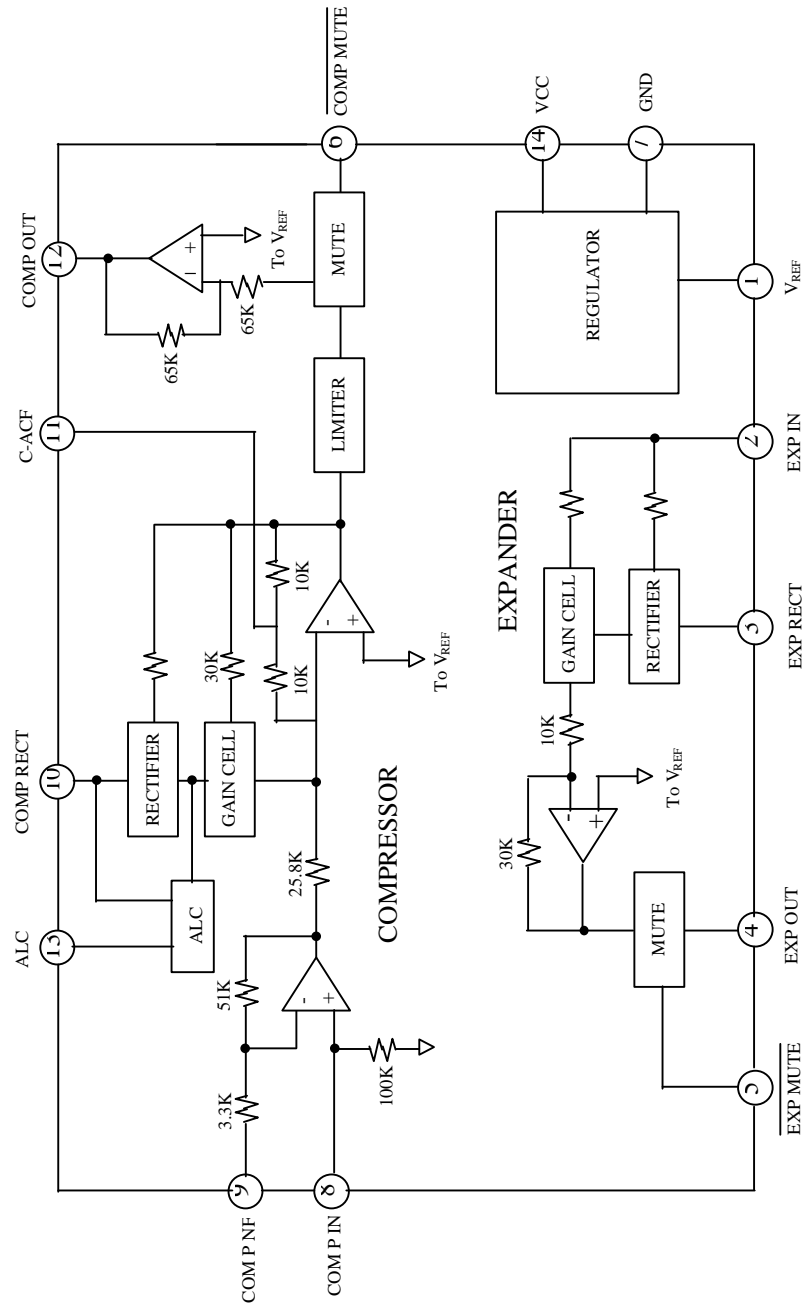 ALC
COMP RECT
C-ACF
COMP OUT
13
10
11
12
ALC
RECTIFIER
GAIN CELL
30K
10K
10K
65K
65K
To VREF
COM P NF
9
3.3K
51K
25.8K
COM P IN
8
100K
COMPRESSOR
To VREF
LIMITER
MUTE
6
COMP MUTE
EXPANDER
30K
10K
GAIN CELL
RECTIFIER
To VREF
MUTE
REGULATOR
14
VCC
7
GND
5
4
3
2
1
EXP MUTE
EXP OUT
EXP RECT
EXP IN
VREF